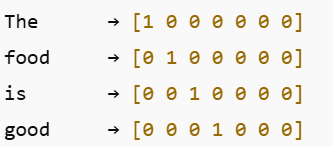 The → [1 0 0 0 0 0 0]
food → [0 1 0 0 0 0 0]
is → [0 0 1 0 0 0 0]
good → [0 0 0 1 0 0 0]